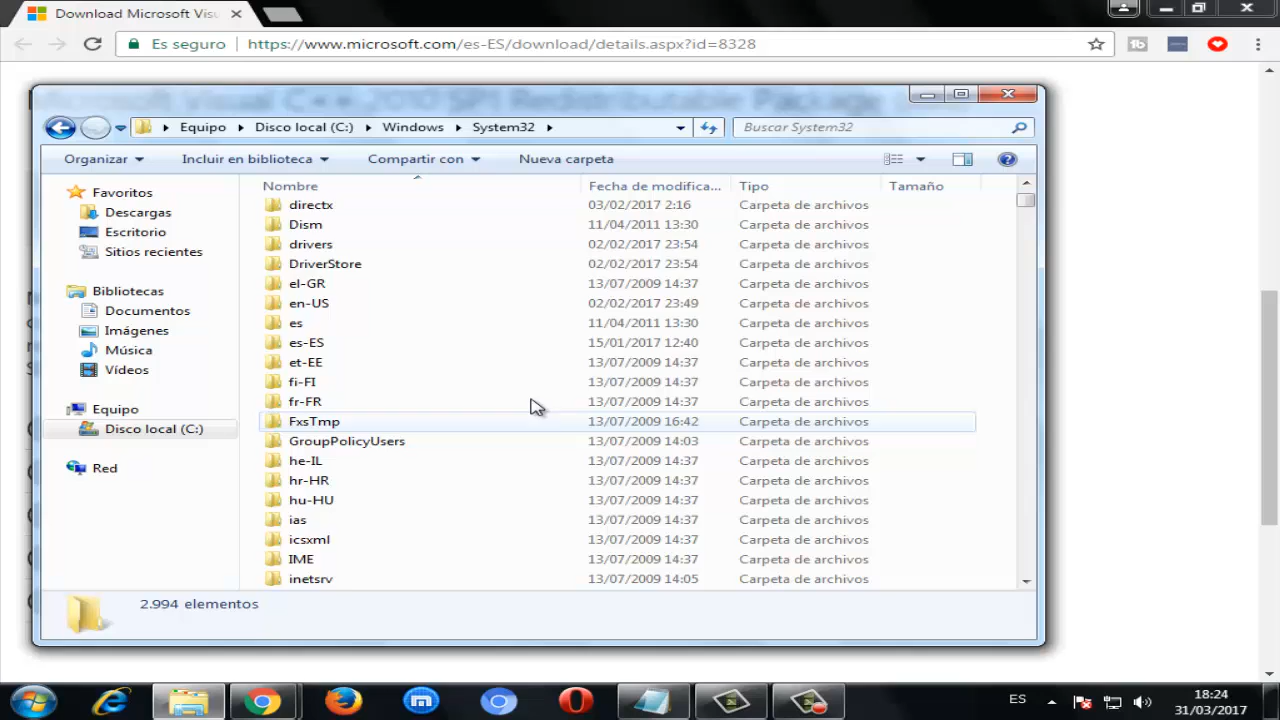 Download Microsoft Visu
Es seguro
https://www.microsoft.com/es-ES/download/details.aspx?id=8328
Equipo Disco local (C:) Windows System32
Buscar System32
Organizar Incluir en biblioteca Compartir con Nueva carpeta
Favoritos
Descargas
Escritorio
Sitios recientes
Bibliotecas
Documentos
Imágenes
Música
Vídeos
Equipo
Disco local (C:)
Red
Nombre Fecha de modifica... Tipo Tamaño
directx 03/02/2017 2:16 Carpeta de archivos
Dism 11/04/2011 13:30 Carpeta de archivos
drivers 02/02/2017 23:54 Carpeta de archivos
DriverStore 02/02/2017 23:54 Carpeta de archivos
el-GR 13/07/2009 14:37 Carpeta de archivos
en-US 02/02/2017 23:49 Carpeta de archivos
es 11/04/2011 13:30 Carpeta de archivos
es-ES 15/01/2017 12:40 Carpeta de archivos
et-EE 13/07/2009 14:37 Carpeta de archivos
fi-FI 13/07/2009 14:37 Carpeta de archivos
fr-FR 13/07/2009 14:37 Carpeta de archivos
FxsTmp 13/07/2009 16:42 Carpeta de archivos
GroupPolicyUsers 13/07/2009 14:03 Carpeta de archivos
he-IL 13/07/2009 14:37 Carpeta de archivos
hr-HR 13/07/2009 14:37 Carpeta de archivos
hu-HU 13/07/2009 14:37 Carpeta de archivos
ias 13/07/2009 14:37 Carpeta de archivos
icsxml 13/07/2009 14:37 Carpeta de archivos
IME 13/07/2009 14:37 Carpeta de archivos
inetsrv 13/07/2009 14:05 Carpeta de archivos
2.994 elementos
ES
18:24
31/03/2017